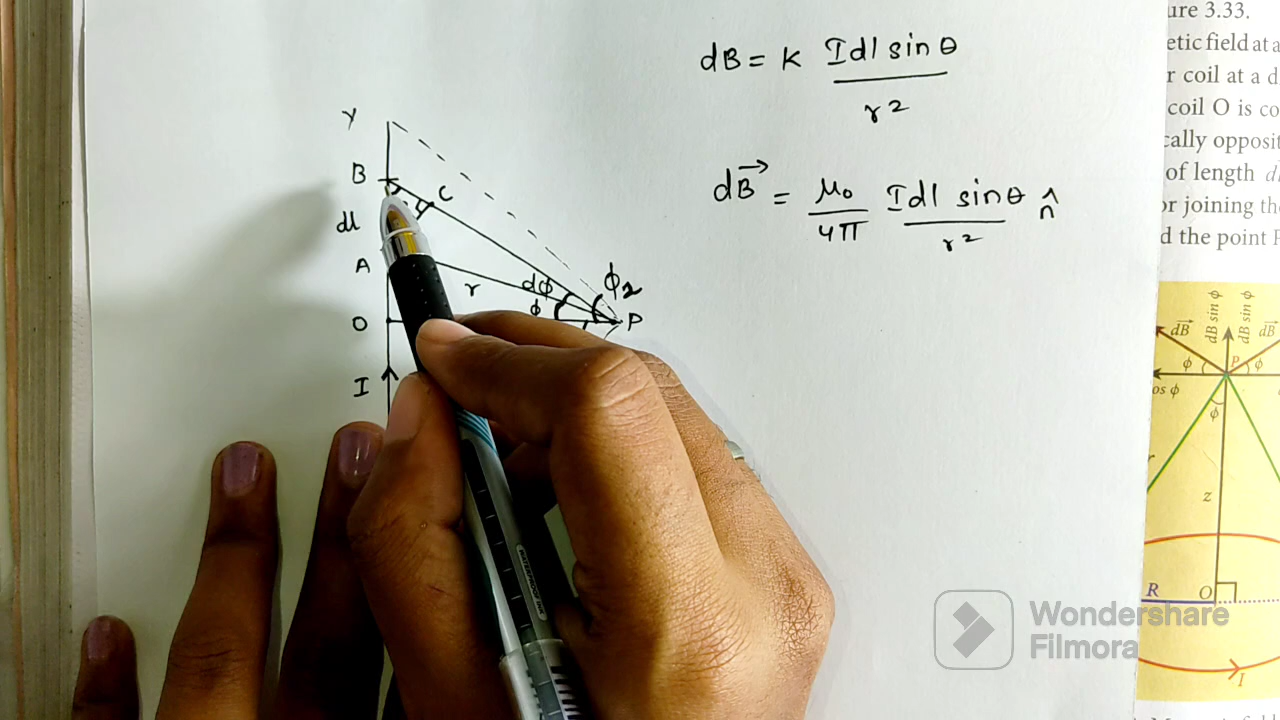 dB = K Idl sin θ
r²
dB⃗ = μ₀ Idl sin θ n̂
4π r²
Y
B
C
dl
A
r
dϕ
ϕ
ϕ₂
O
P
I
ure 3.33.
etic field at a
r coil at a d
coil O is co
cally opposit
of length d
or joining the
d the point P
dB⃗
dB sin ϕ
dB sin ϕ
dB⃗
ϕ
P
ϕ
os ϕ
ϕ
r
z
R
O
I
Wondershare
Filmora